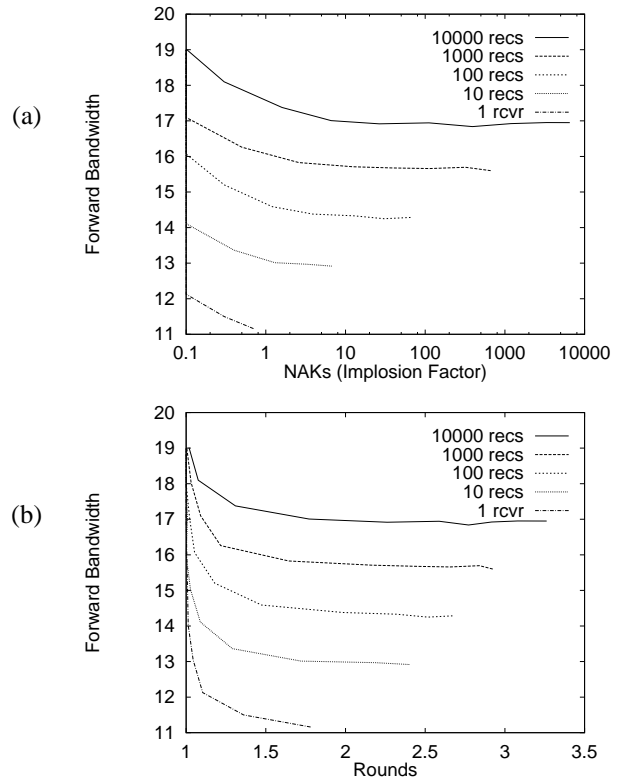 (a)
Forward Bandwidth
20
19
18
17
16
15
14
13
12
11
10000 recs
1000 recs
100 recs
10 recs
1 rcvr
0.1 1 10 100 1000 10000
NAKs (Implosion Factor)
(b)
Forward Bandwidth
20
19
18
17
16
15
14
13
12
11
10000 recs
1000 recs
100 recs
10 recs
1 rcvr
1 1.5 2 2.5 3 3.5
Rounds